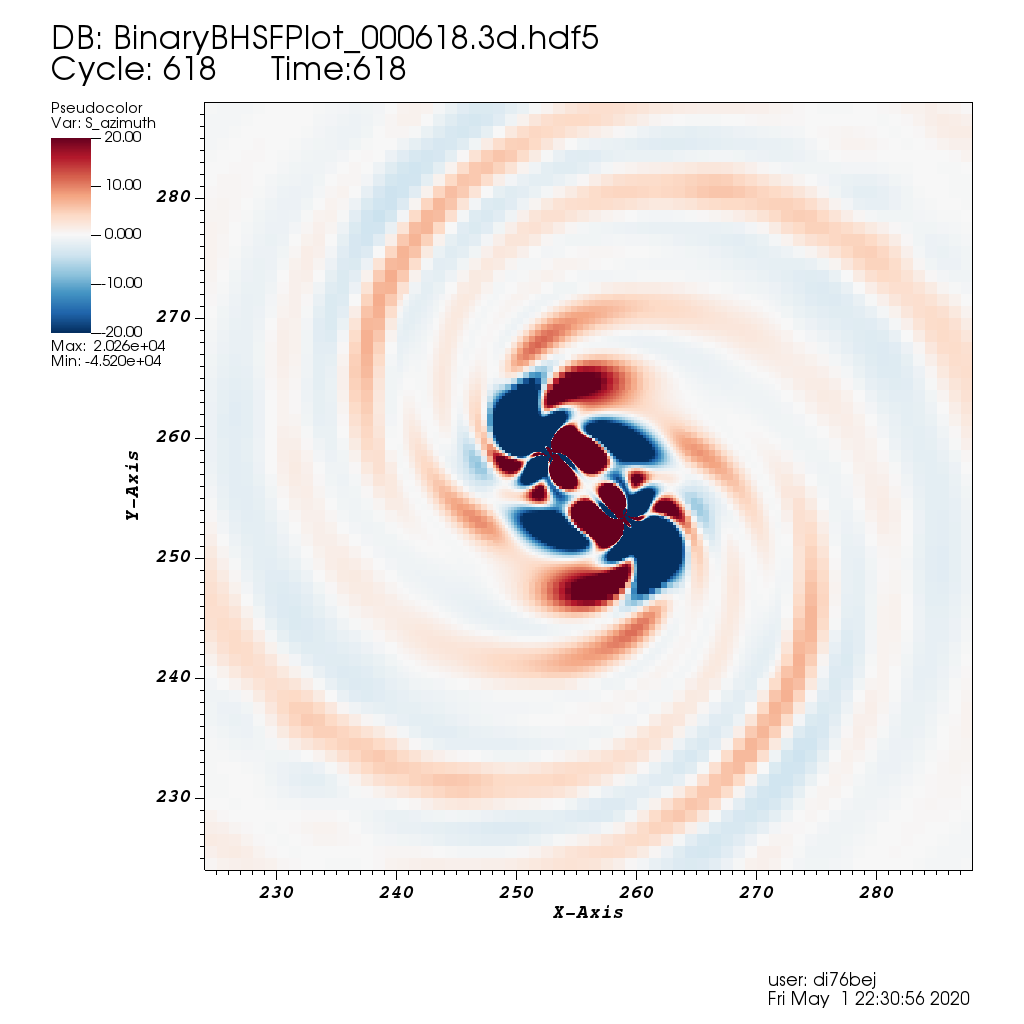 DB: BinaryBHSFPlot_000618.3d.hdf5
Cycle: 618 Time:618
Pseudocolor
Var: S_azimuth
20.00
10.00
0.000
-10.00
-20.00
Max: 2.026e+04
Min: -4.520e+04
280
270
260
250
240
230
Y-Axis
230 240 250 260 270 280
X-Axis
user: di76bej
Fri May 1 22:30:56 2020